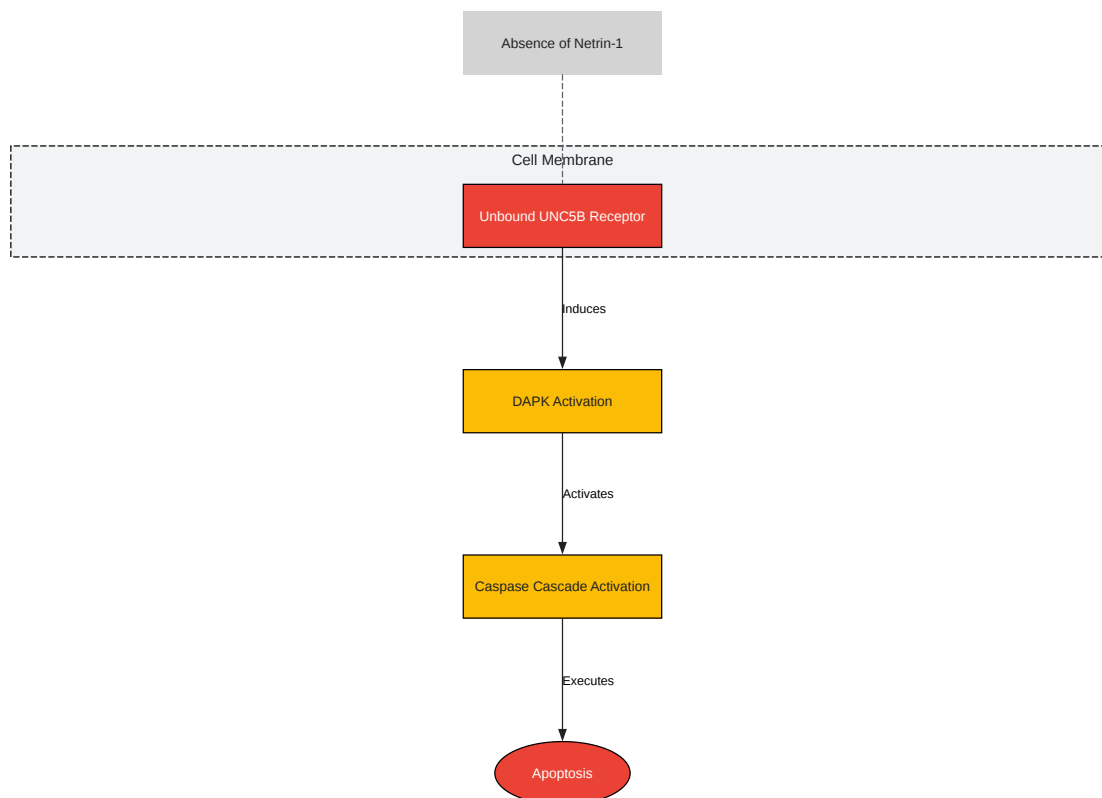 Absence of Netrin-1
Cell Membrane
Unbound UNC5B Receptor
Induces
DAPK Activation
Activates
Caspase Cascade Activation
Executes
Apoptosis